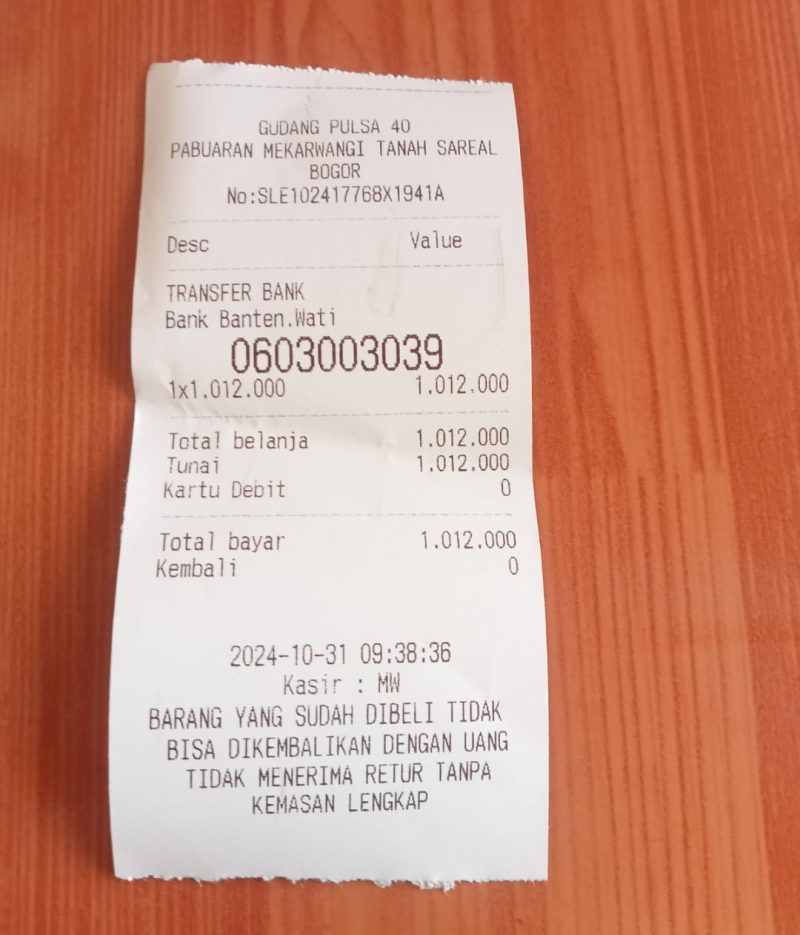 GUDANG PULSA 40
PABUARAN MEKARWANGI TANAH SAREAL
BOGOR
No:SLE102417768X1941A
Desc Value
TRANSFER BANK
Bank Banten.Wati
0603003039
1x1.012.000 1.012.000
Total belanja 1.012.000
Tunai 1.012.000
Kartu Debit 0
Total bayar 1.012.000
Kembali 0
2024-10-31 09:38:36
Kasir : MW
BARANG YANG SUDAH DIBELI TIDAK
BISA DIKEMBALIKAN DENGAN UANG
TIDAK MENERIMA RETUR TANPA
KEMASAN LENGKAP